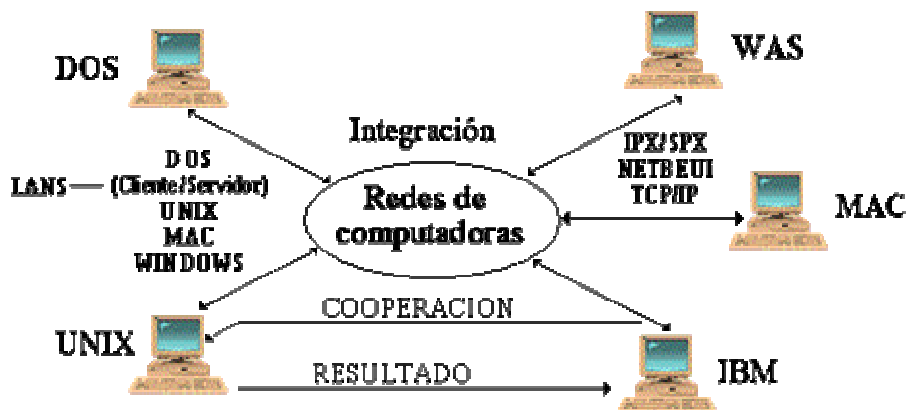 DOS
WAS
Integración
IPX/SPX
NETBEUI
TCP/IP
DOS
LANS (Cliente/Servidor)
UNIX
MAC
WINDOWS
Redes de
computadoras
MAC
COOPERACION
UNIX
RESULTADO
IBM